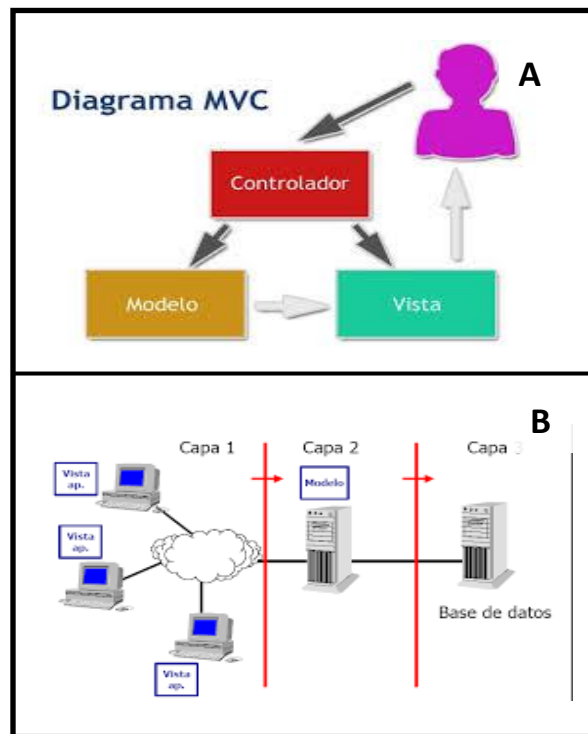 A
Diagrama MVC
Controlador
Modelo
Vista
B
Capa 1
Capa 2
Capa 3
Vista
ap.
Modelo
Vista
ap.
Vista
ap.
Base de datos